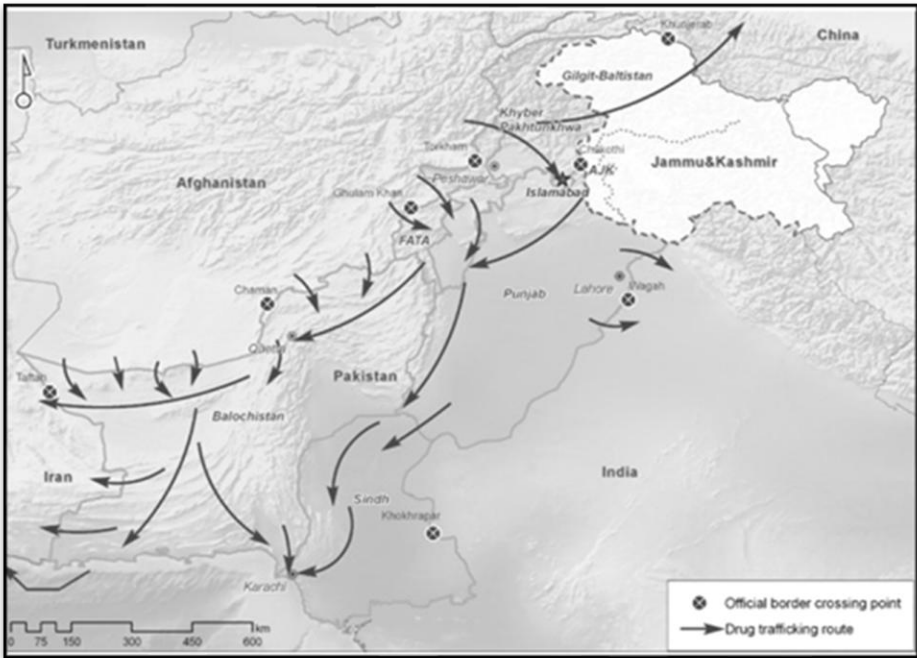 Turkmenistan
China
Khunjerab
Gilgit-Baltistan
Khyber
Pakhtunkhwa
Torkham
Peshawar
Chakothi
AJK
Jammu&Kashmir
Islamabad
Afghanistan
Ghulam Khan
FATA
Chaman
Punjab
Lahore
Wagah
Quetta
Pakistan
Taftan
Balochistan
Iran
India
Sindh
Khokhrapar
Karachi
Official border crossing point
Drug trafficking route
km
0 75 150 300 450 600